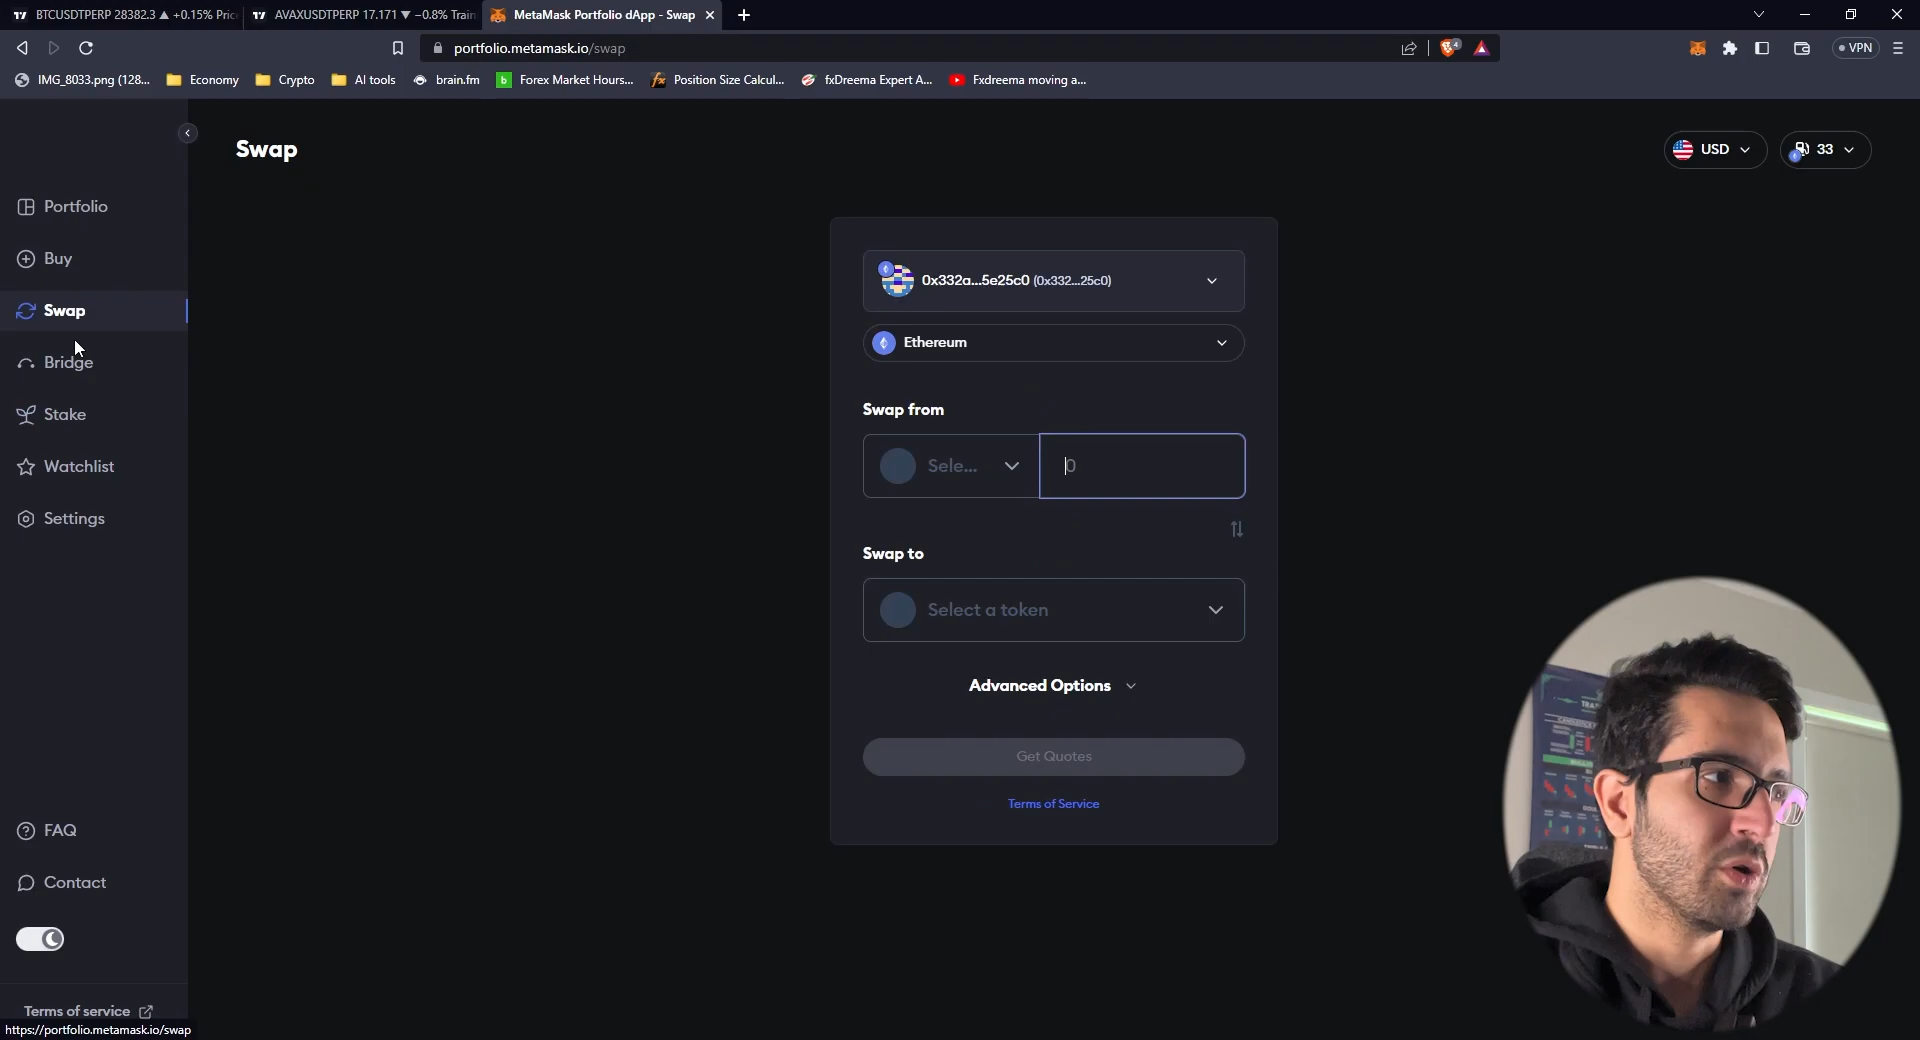 BTCUSDTPERP 28382.3 ▲ +0.15% Pric
AVAXUSDTPERP 17.171 ▼ −0.8% Train
MetaMask Portfolio dApp - Swap
portfolio.metamask.io/swap
VPN
IMG_8033.png (128...
Economy
Crypto
AI tools
brain.fm
Forex Market Hours...
Position Size Calcul...
fxDreema Expert A...
Fxdreema moving a...
Swap
USD
33
Portfolio
Buy
Swap
Bridge
Stake
Watchlist
Settings
0x332a...5e25c0 (0x332...25c0)
Ethereum
Swap from
Sele...
0
Swap to
Select a token
Advanced Options
Get Quotes
Terms of Service
FAQ
Contact
Terms of service
https://portfolio.metamask.io/swap